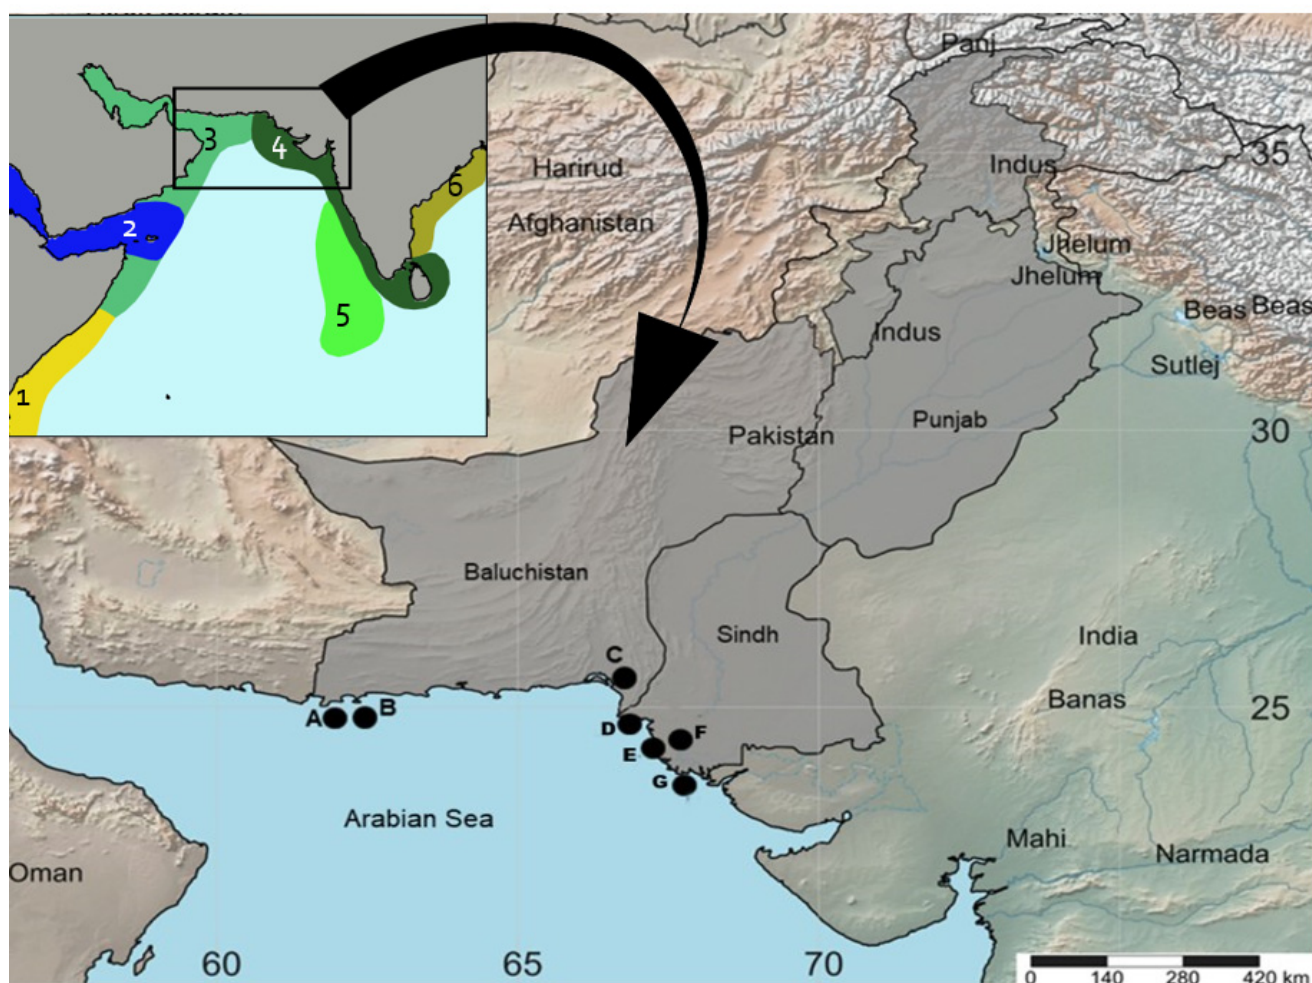 Panj
3
4
35
Harirud
Indus
6
2
Afghanistan
Jhelum
Jhelum
Beas
Beas
5
Indus
Sutlej
1
Punjab
30
Pakistan
Baluchistan
Sindh
India
C
Banas
A
B
25
D
F
E
G
Arabian Sea
Mahi
Narmada
Oman
60
65
70
0
140
280
420 km